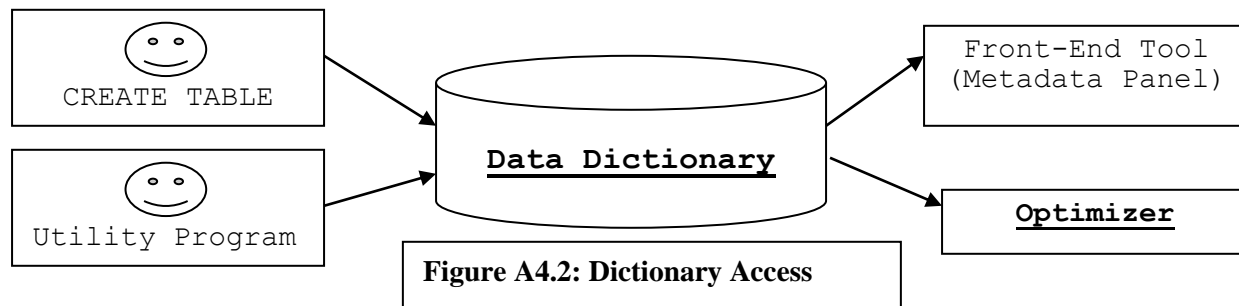 CREATE TABLE
Utility Program
Data Dictionary
Front-End Tool
(Metadata Panel)
Optimizer
Figure A4.2: Dictionary Access